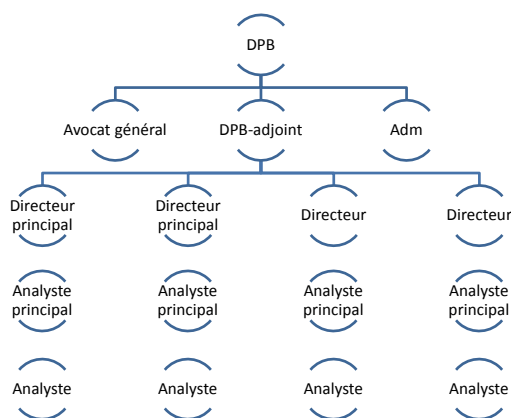 DPB
Avocat général
DPB-adjoint
Adm
Directeur
principal
Directeur
principal
Directeur
Directeur
Analyste
principal
Analyste
principal
Analyste
principal
Analyste
principal
Analyste
Analyste
Analyste
Analyste